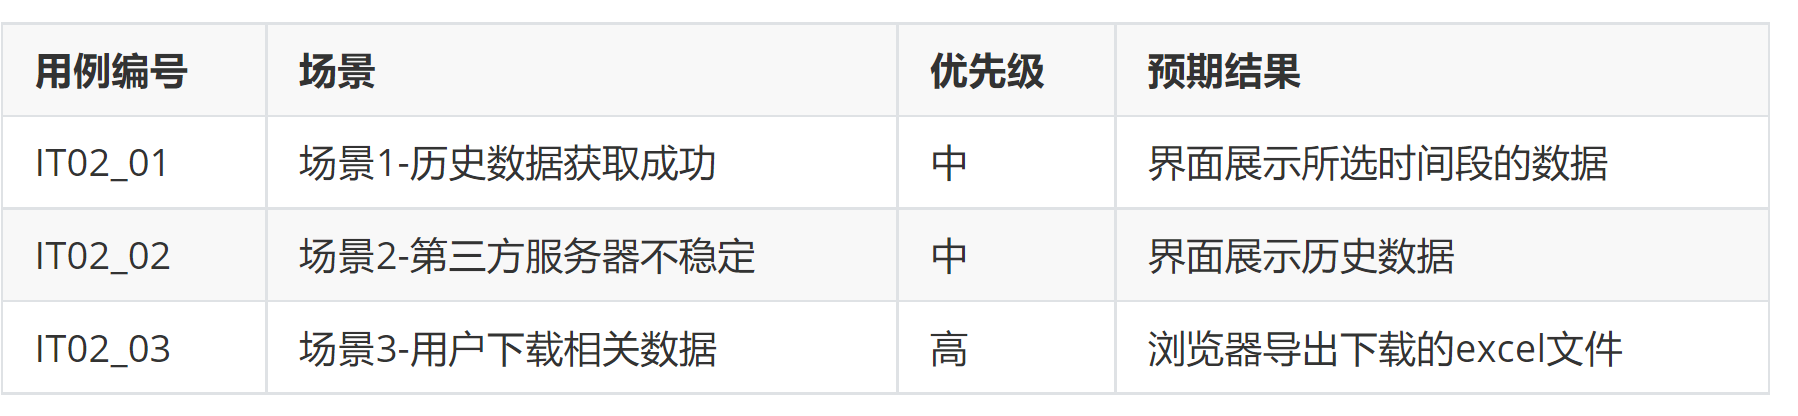 用例编号 场景 优先级 预期结果
IT02_01 场景1-历史数据获取成功 中 界面展示所选时间段的数据
IT02_02 场景2-第三方服务器不稳定 中 界面展示历史数据
IT02_03 场景3-用户下载相关数据 高 浏览器导出下载的excel文件